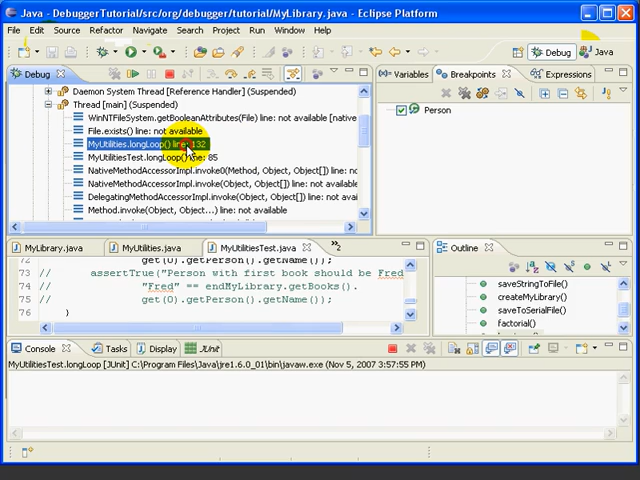 Java - DebuggerTutorial/src/org/debugger/tutorial/MyLibrary.java - Eclipse Platform
File Edit Source Refactor Navigate Search Project Run Window Help
Debug Java
Debug
Variables Breakpoints Expressions
Daemon System Thread [Reference Handler] (Suspended)
Thread [main] (Suspended)
WinNTFileSystem.getBooleanAttributes(File) line: not available [native
File.exists() line: not available
MyUtilities.longLoop() line: 132
MyUtilitiesTest.longLoop() line: 85
NativeMethodAccessorImpl.invoke0(Method, Object, Object[]) line: not
NativeMethodAccessorImpl.invoke(Object, Object[]) line: not available
DelegatingMethodAccessorImpl.invoke(Object, Object[]) line: not availa
Method.invoke(Object, Object...) line: not available
Person
MyLibrary.java MyUtilities.java MyUtilitiesTest.java »2
Outline
72 get(0).getPerson().getName());
73 // assertTrue("Person with first book should be Fred
74 // "Fred" == endMyLibrary.getBooks().
75 // get(0).getPerson().getName());
76 }
saveStringToFile()
createMyLibrary()
saveToSerialFile()
factorial()
Console Tasks Display JUnit
MyUtilitiesTest.longLoop [JUnit] C:\Program Files\Java\jre1.6.0_01\bin\javaw.exe (Nov 5, 2007 3:57:55 PM)